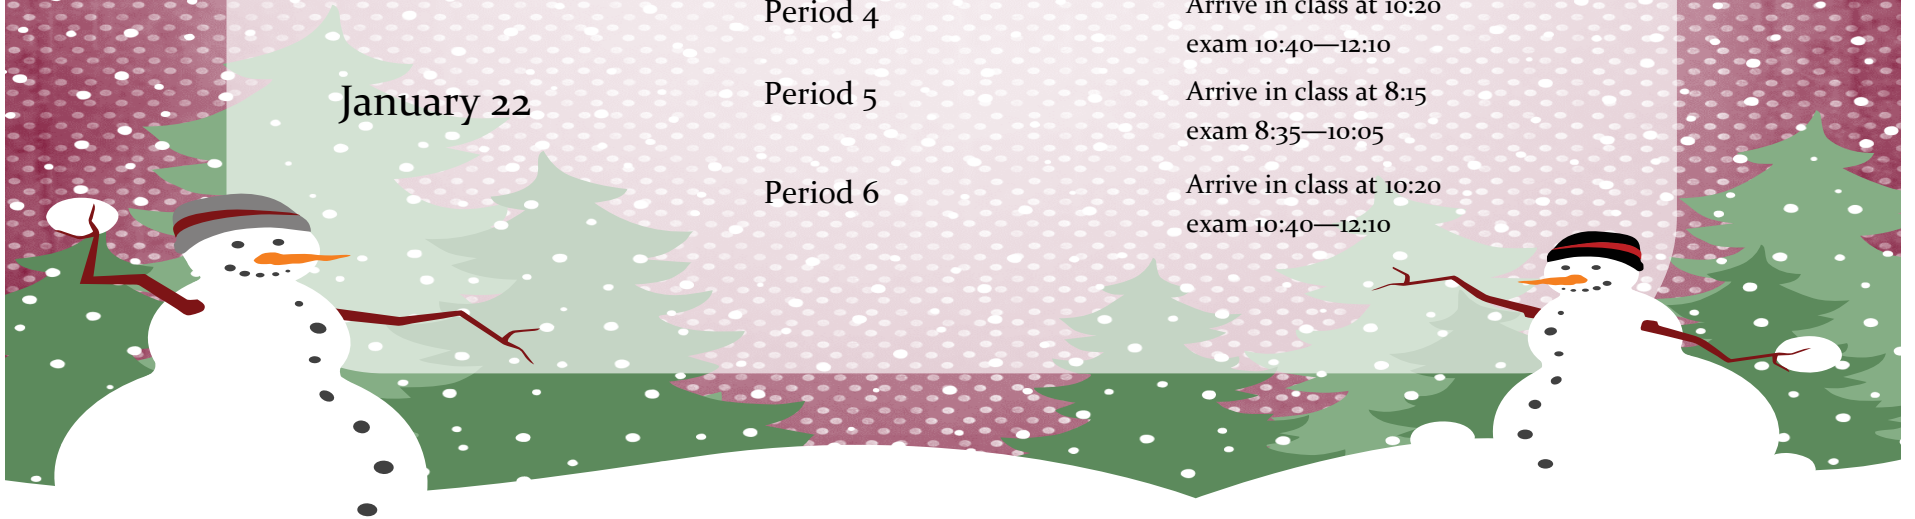 Period 4
Arrive in class at 10:20
exam 10:40—12:10
January 22
Period 5
Arrive in class at 8:15
exam 8:35—10:05
Period 6
Arrive in class at 10:20
exam 10:40—12:10